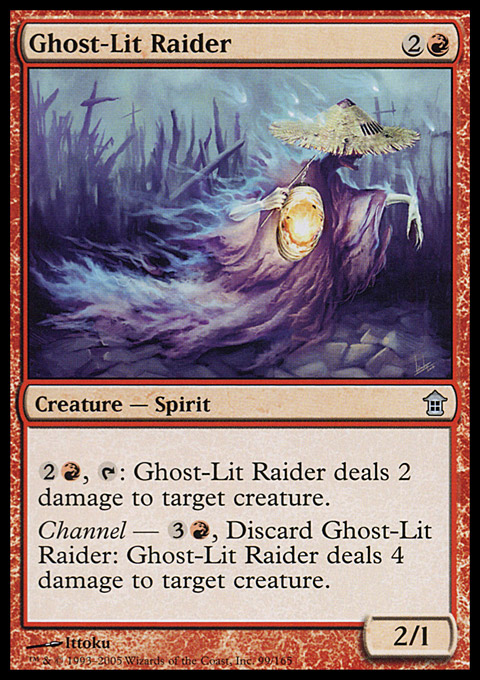 Ghost-Lit Raider 2
Creature — Spirit
2, : Ghost-Lit Raider deals 2
damage to target creature.
Channel — 3, Discard Ghost-Lit
Raider: Ghost-Lit Raider deals 4
damage to target creature.
Ittoku
2/1
™ & © 1993–2005 Wizards of the Coast, Inc. 99/165